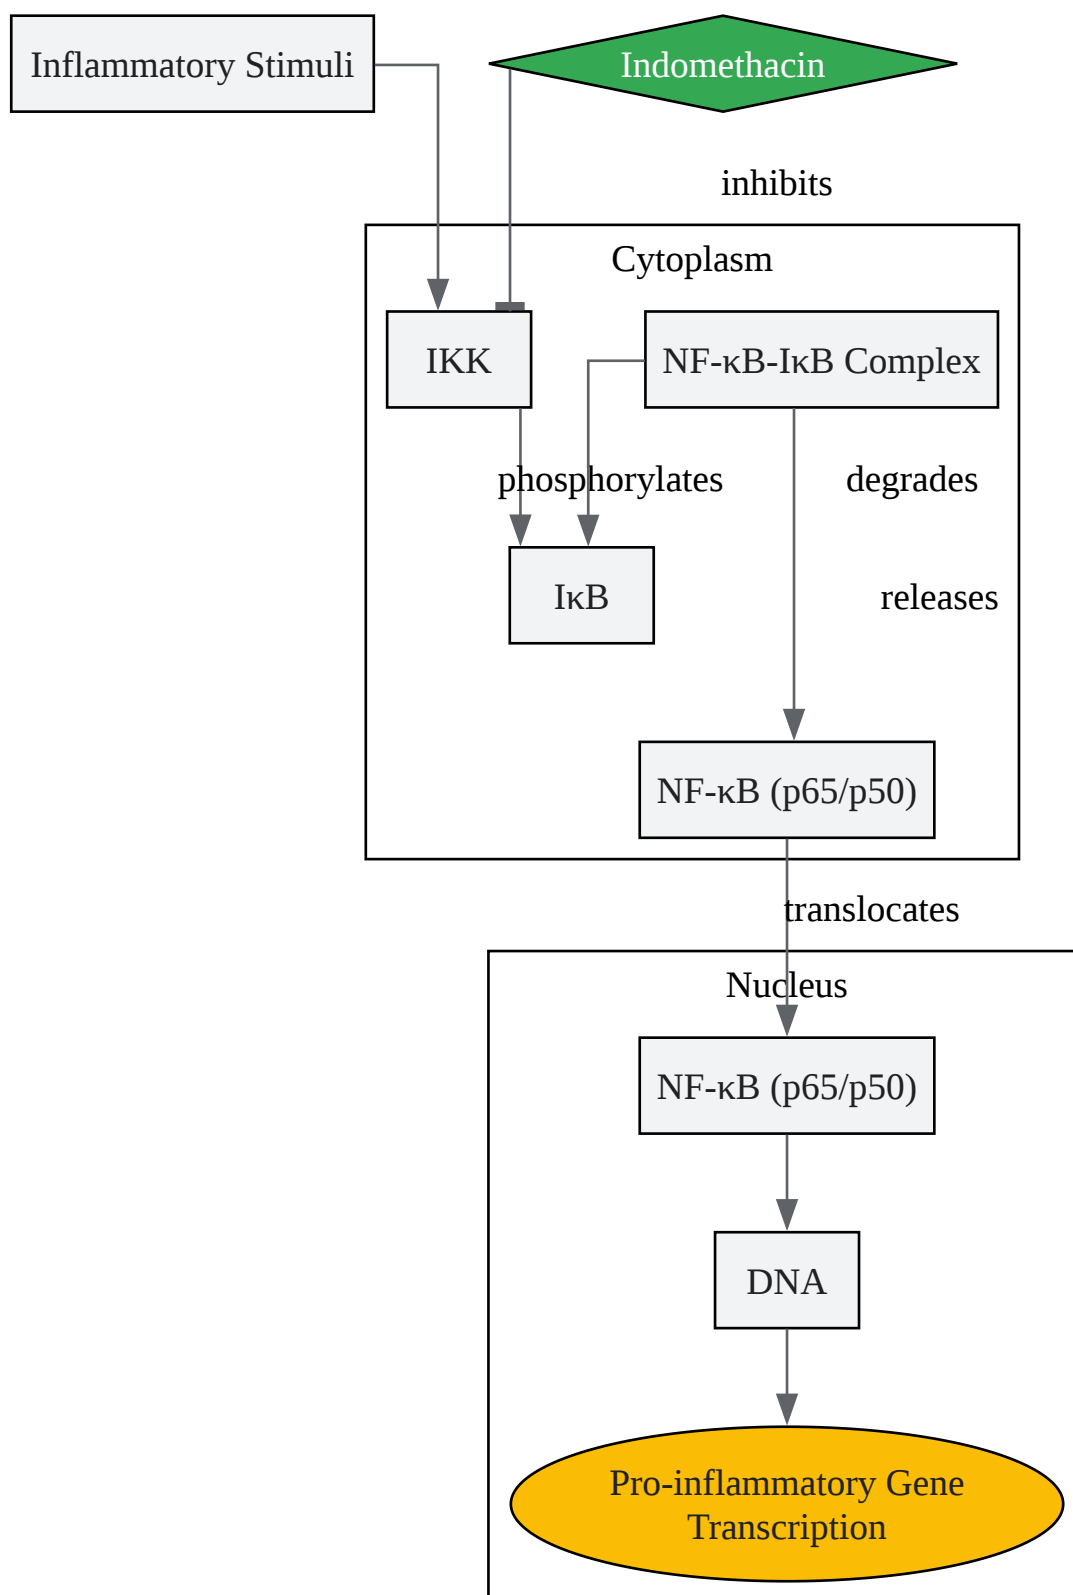 Inflammatory Stimuli
Indomethacin
inhibits
Cytoplasm
IKK
NF-κB-IκB Complex
phosphorylates
degrades
IκB
releases
NF-κB (p65/p50)
translocates
Nucleus
NF-κB (p65/p50)
DNA
Pro-inflammatory Gene
Transcription